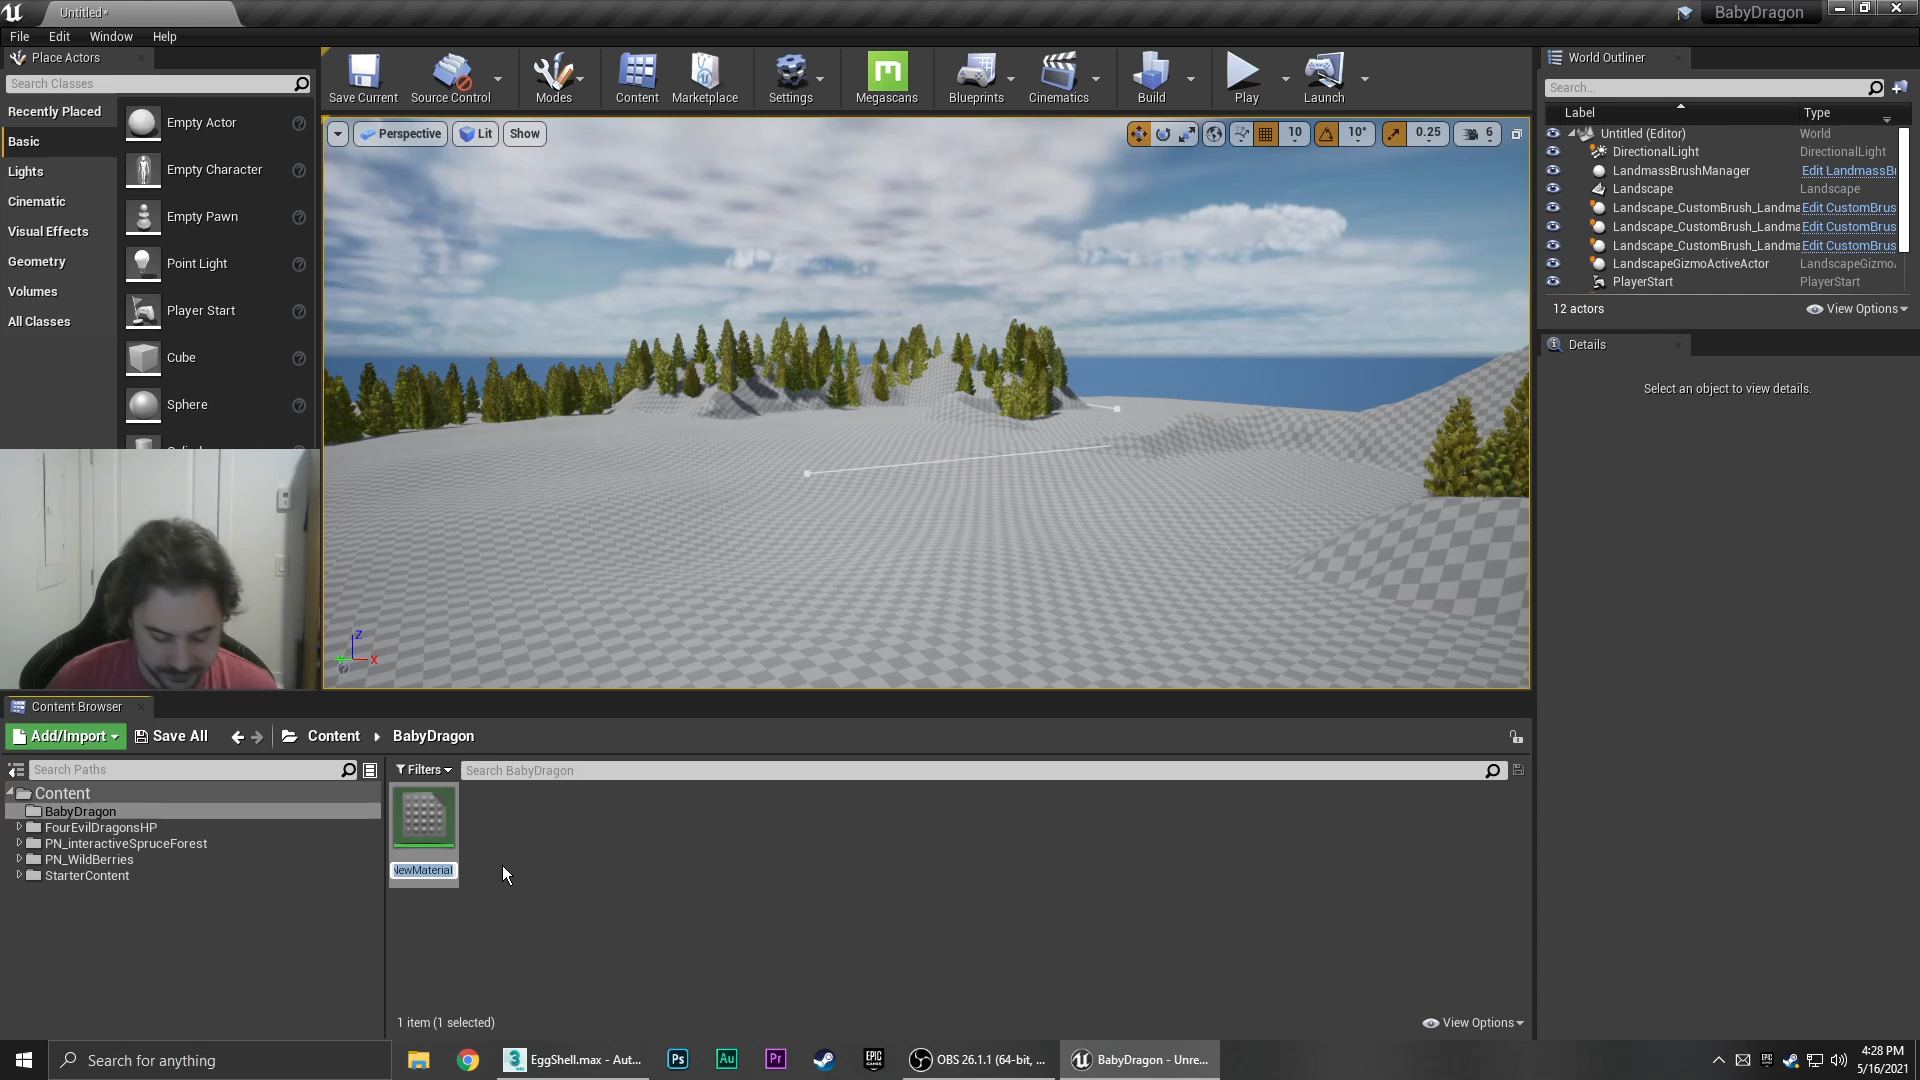 Untitled*
BabyDragon
File Edit Window Help
Place Actors
Search Classes
Recently Placed
Basic
Lights
Cinematic
Visual Effects
Geometry
Volumes
All Classes
Empty Actor
Empty Character
Empty Pawn
Point Light
Player Start
Cube
Sphere
Save Current
Source Control
Modes
Content
Marketplace
Settings
Megascans
Blueprints
Cinematics
Build
Play
Launch
Perspective Lit Show
10 10° 0.25 6
Z
X
World Outliner
Search...
Label Type
Untitled (Editor) World
DirectionalLight DirectionalLight
LandmassBrushManager Edit LandmassB
Landscape Landscape
Landscape_CustomBrush_Landma Edit CustomBrus
Landscape_CustomBrush_Landma Edit CustomBrus
Landscape_CustomBrush_Landma Edit CustomBrus
LandscapeGizmoActiveActor LandscapeGizmo
PlayerStart PlayerStart
12 actors View Options
Details
Select an object to view details.
Content Browser
Add/Import Save All Content BabyDragon
Search Paths
Filters Search BabyDragon
Content
BabyDragon
FourEvilDragonsHP
PN_interactiveSpruceForest
PN_WildBerries
StarterContent
NewMaterial
1 item (1 selected)
View Options
Search for anything
3
EggShell.max - Aut...
Ps
Au
Pr
EPIC GAMES
OBS 26.1.1 (64-bit, ...
BabyDragon - Unre...
4:28 PM
5/16/2021